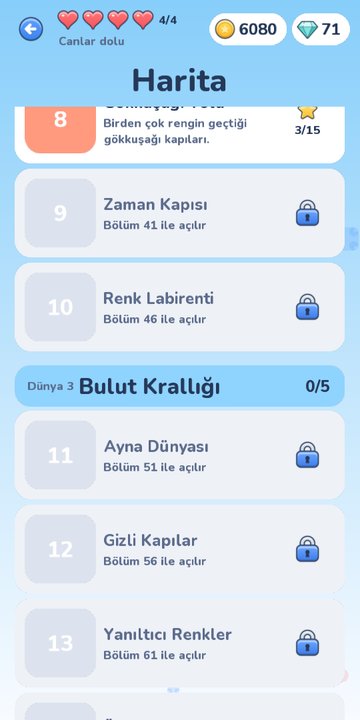 4/4
6080
71
Canlar dolu
Harita
8
Birden çok rengin geçtiği
gökkuşağı kapıları.
3/15
9
Zaman Kapısı
Bölüm 41 ile açılır
10
Renk Labirenti
Bölüm 46 ile açılır
Dünya 3 Bulut Krallığı 0/5
11
Ayna Dünyası
Bölüm 51 ile açılır
12
Gizli Kapılar
Bölüm 56 ile açılır
13
Yanıltıcı Renkler
Bölüm 61 ile açılır